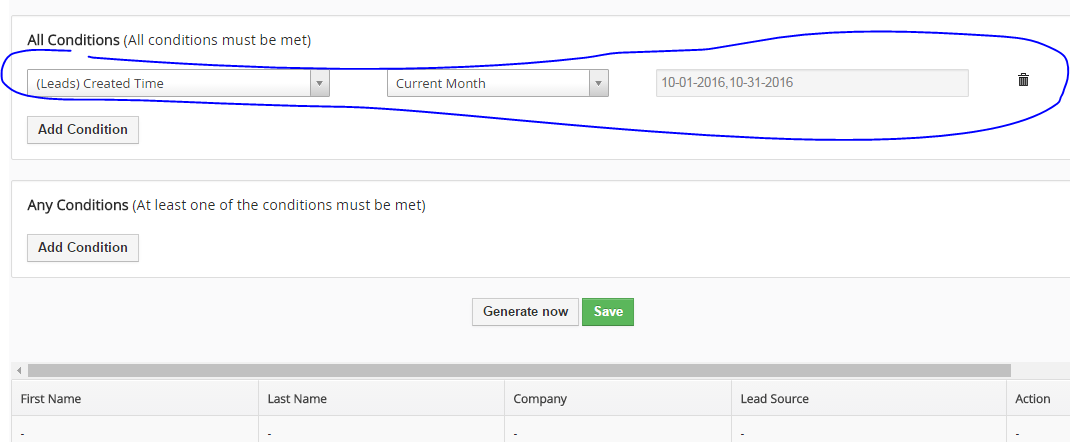 All Conditions (All conditions must be met)
(Leads) Created Time Current Month 10-01-2016,10-31-2016
Add Condition
Any Conditions (At least one of the conditions must be met)
Add Condition
Generate now Save
First Name Last Name Company Lead Source Action
- - - - -